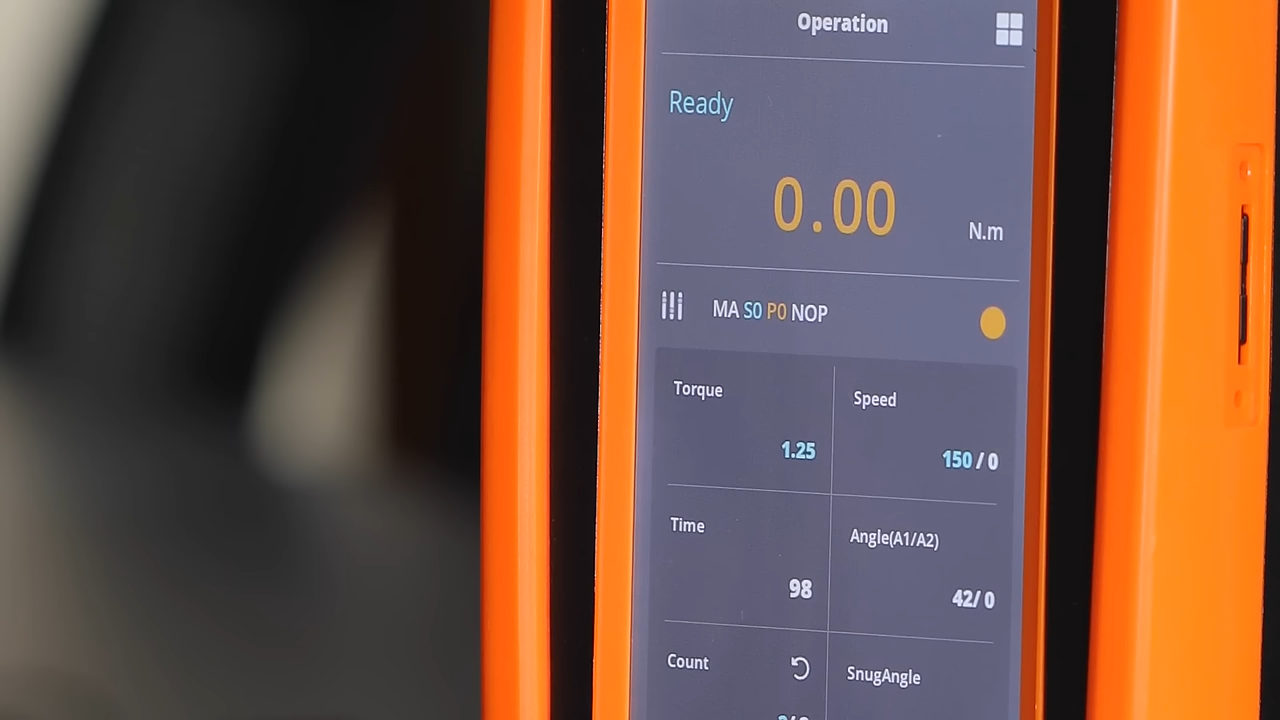 Operation
Ready
0.00
N.m
MA S0 P0 NOP
Torque
Speed
1.25
150 / 0
Time
Angle(A1/A2)
98
42/ 0
Count
SnugAngle